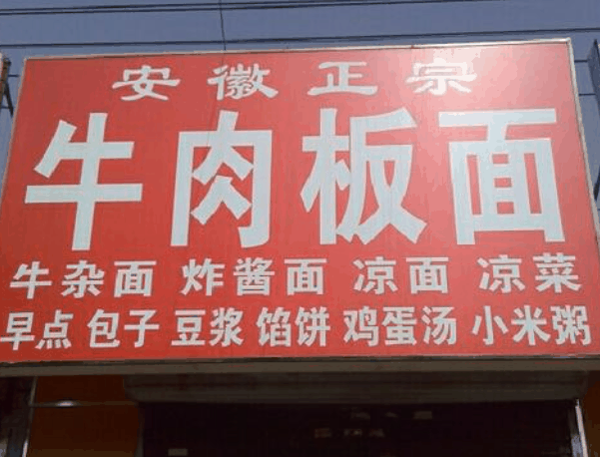 安徽正宗
牛肉板面
牛杂面 炸酱面 凉面 凉菜
早点 包子 豆浆 馅饼 鸡蛋汤 小米粥